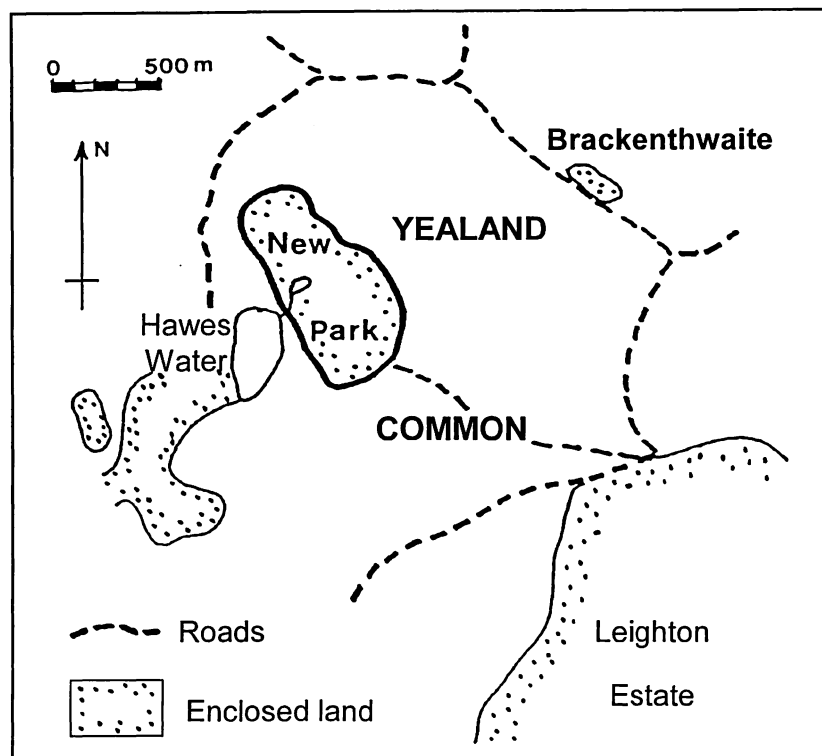 0 500 m
N
Brackenthwaite
YEALAND
New
Park
Hawes
Water
COMMON
Roads
Leighton
Estate
Enclosed land